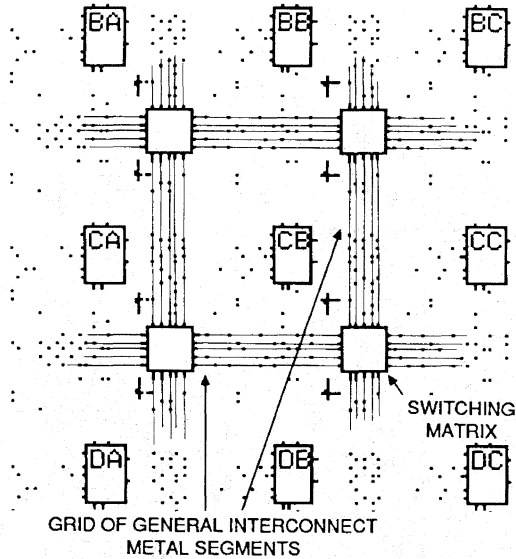 BA BB BC
CA CB CC
SWITCHING
MATRIX
DA DB DC
GRID OF GENERAL INTERCONNECT
METAL SEGMENTS